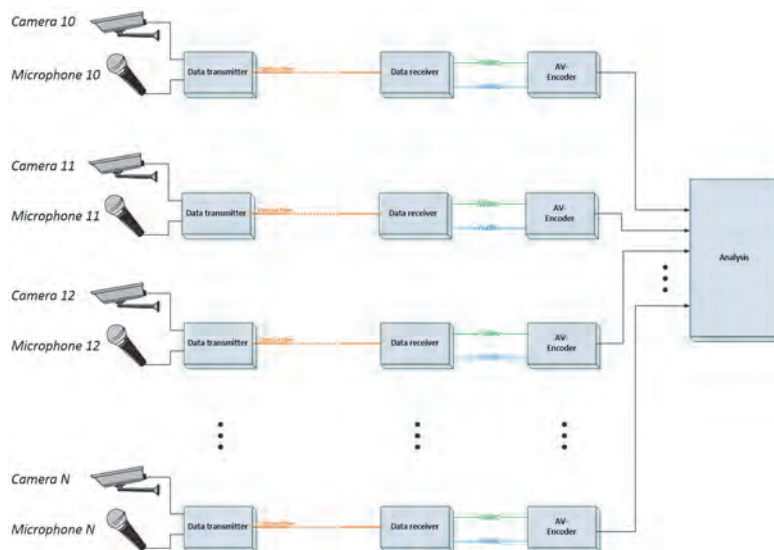 Camera 10
Microphone 10
Data transmitter
Data receiver
AV-
Encoder
Camera 11
Microphone 11
Data transmitter
Data receiver
AV-
Encoder
Analysis
Camera 12
Microphone 12
Data transmitter
Data receiver
AV-
Encoder
Camera N
Microphone N
Data transmitter
Data receiver
AV-
Encoder